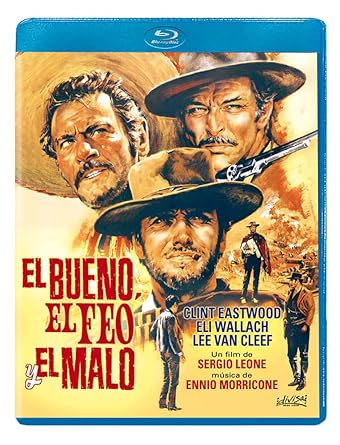 Blu-ray Disc
EL BUENO,
EL FEO
y EL MALO
CLINT EASTWOOD
ELI WALLACH
LEE VAN CLEEF
Un film de
SERGIO LEONE
música de
ENNIO MORRICONE
divisa